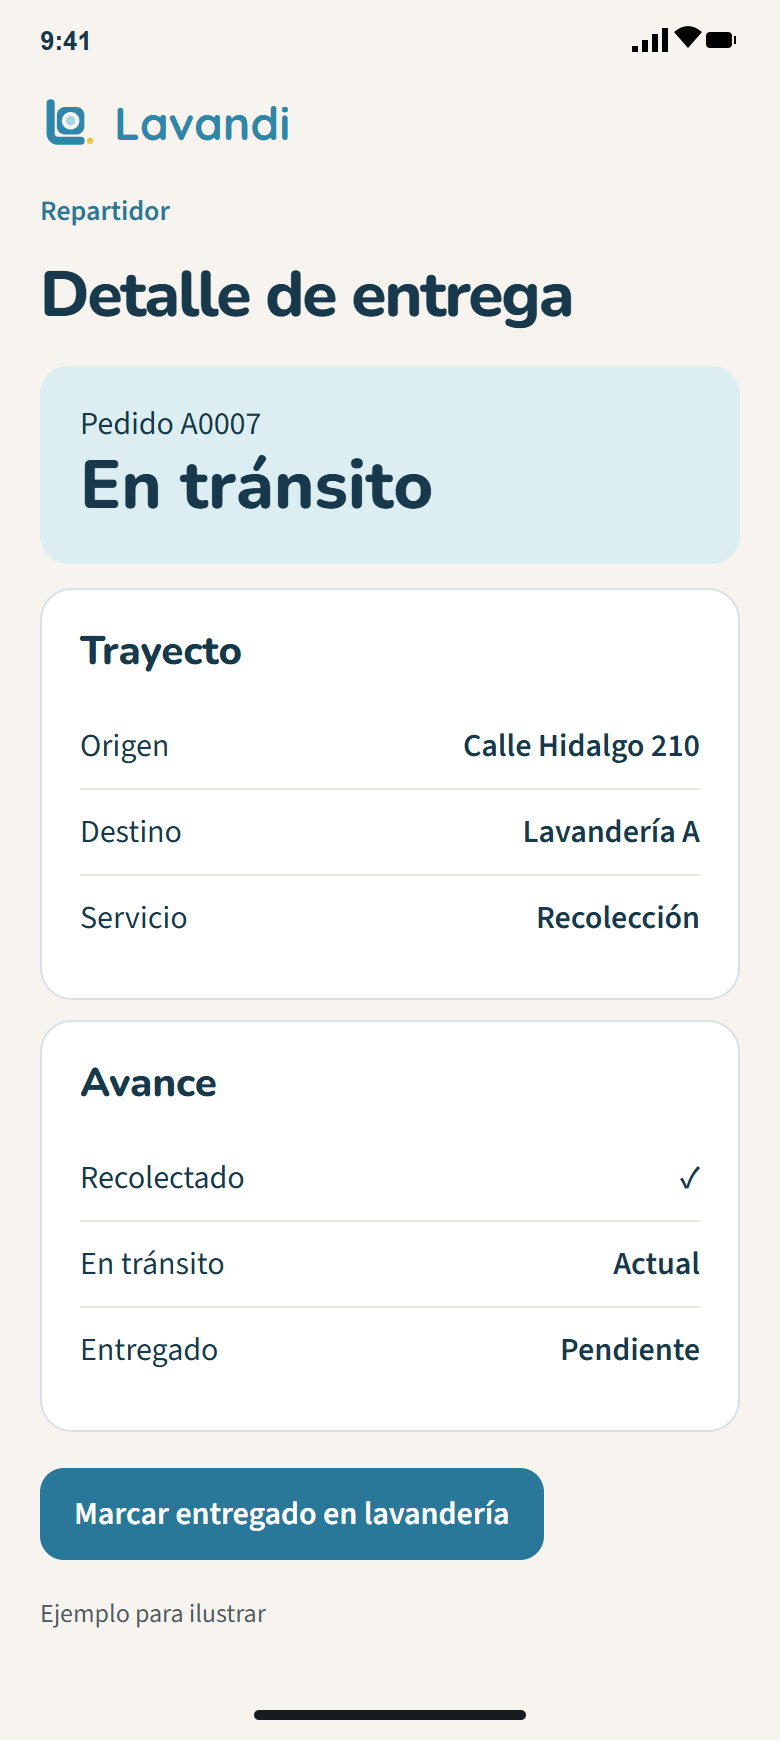 9:41
Lavandi
Repartidor
Detalle de entrega
Pedido A0007
En tránsito
Trayecto
Origen Calle Hidalgo 210
Destino Lavandería A
Servicio Recolección
Avance
Recolectado ✓
En tránsito Actual
Entregado Pendiente
Marcar entregado en lavandería
Ejemplo para ilustrar